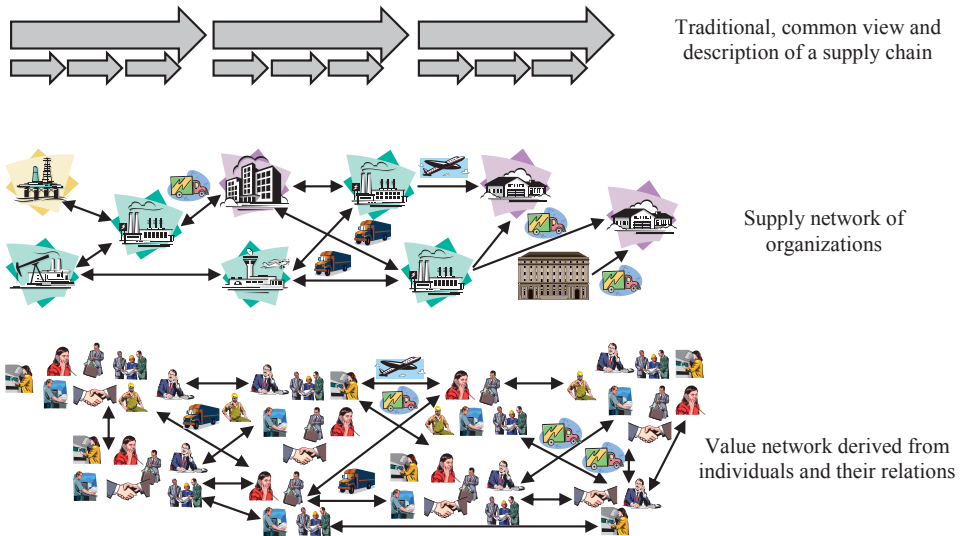 Traditional, common view and
description of a supply chain
Supply network of
organizations
Value network derived from
individuals and their relations